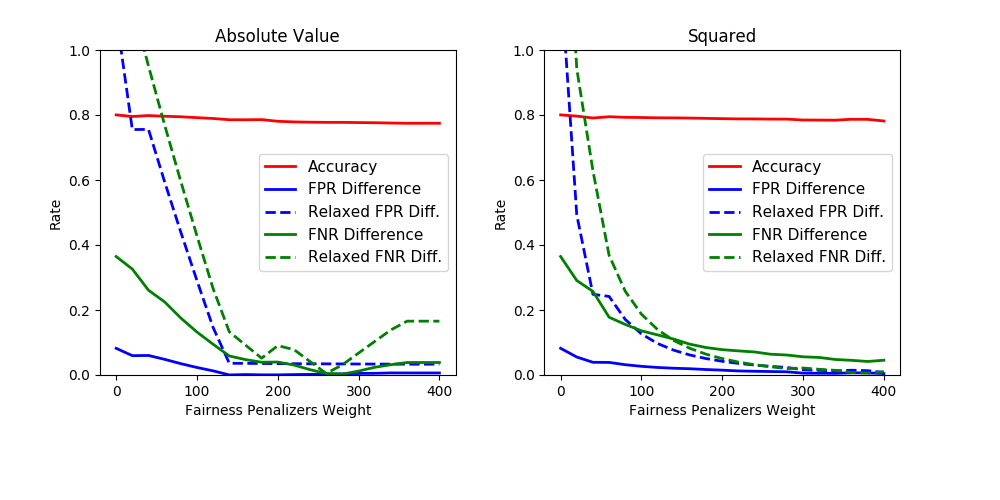 Absolute Value
1.0
0.8
0.6
0.4
0.2
0.0
Rate
Accuracy
FPR Difference
Relaxed FPR Diff.
FNR Difference
Relaxed FNR Diff.
0 100 200 300 400
Fairness Penalizers Weight
Squared
1.0
0.8
0.6
0.4
0.2
0.0
Rate
Accuracy
FPR Difference
Relaxed FPR Diff.
FNR Difference
Relaxed FNR Diff.
0 100 200 300 400
Fairness Penalizers Weight